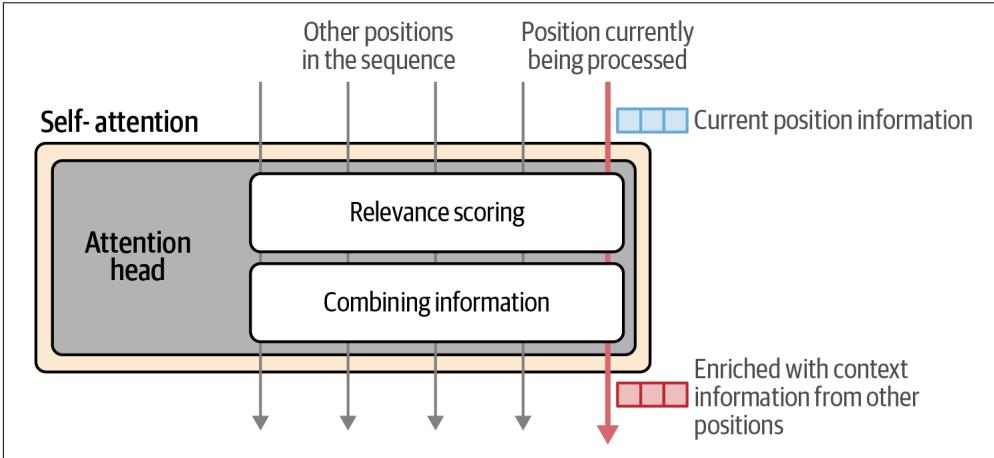 Other positions
in the sequence
Position currently
being processed
Self- attention
Current position information
Relevance scoring
Attention
head
Combining information
Enriched with context
information from other
positions